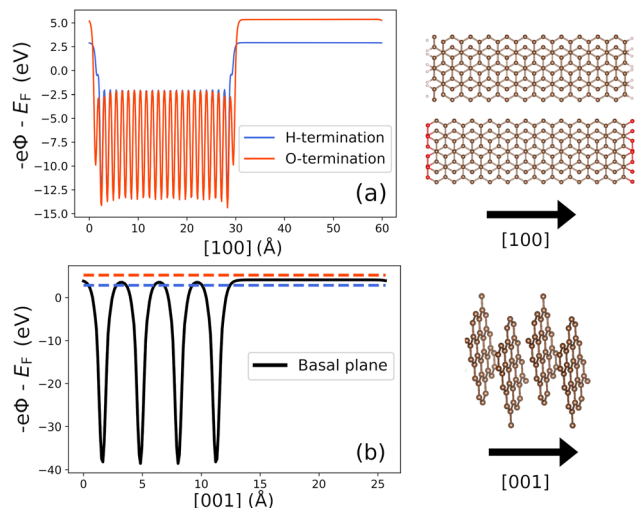 5.0
2.5
0.0
−2.5
−5.0
−7.5
−10.0
−12.5
−15.0
-eΦ - E_F (eV)
H-termination
O-termination
(a)
0 10 20 30 40 50 60
[100] (Å)
[100]
0
−10
−20
−30
−40
-eΦ - E_F (eV)
Basal plane
(b)
0 5 10 15 20 25
[001] (Å)
[001]